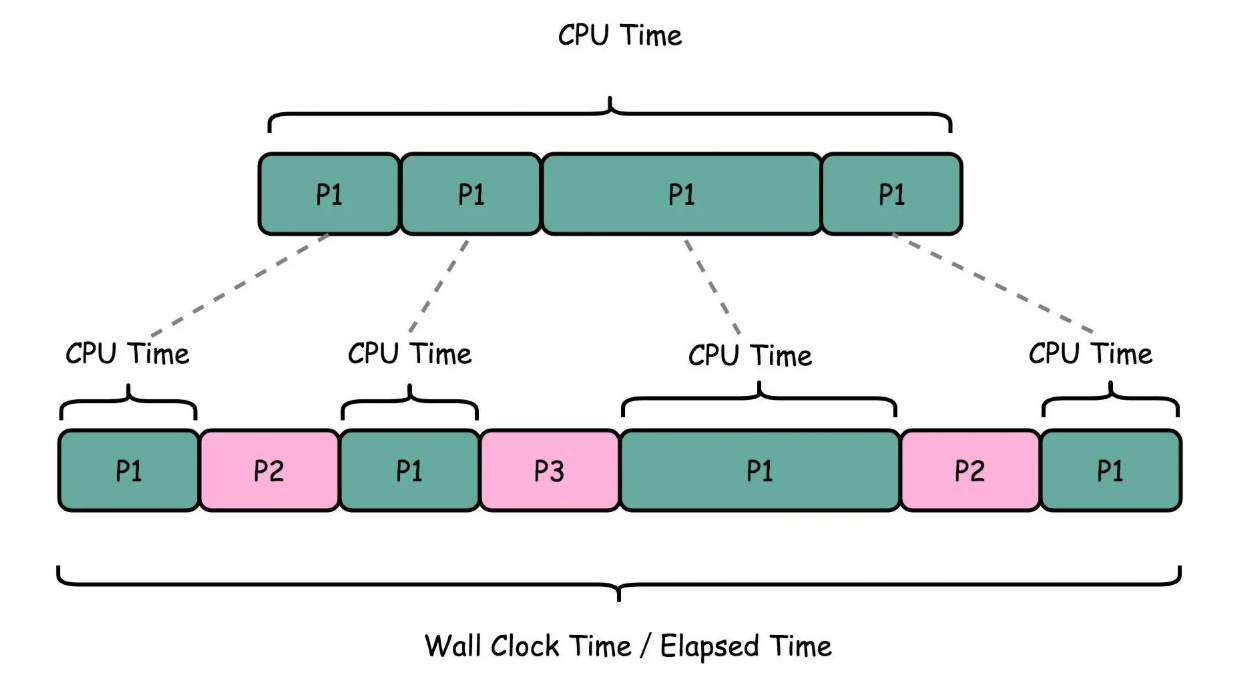 CPU Time
P1 P1 P1 P1
CPU Time CPU Time CPU Time CPU Time
P1 P2 P1 P3 P1 P2 P1
Wall Clock Time / Elapsed Time